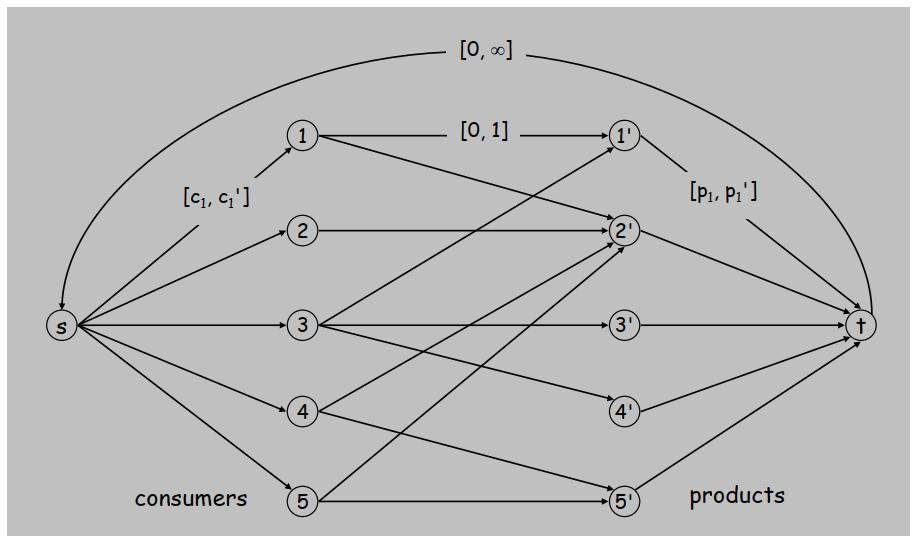 [0, ∞]
1
[0, 1]
1'
[c₁, c₁']
[p₁, p₁']
2
2'
s
3
3'
t
4
4'
consumers
5
5'
products